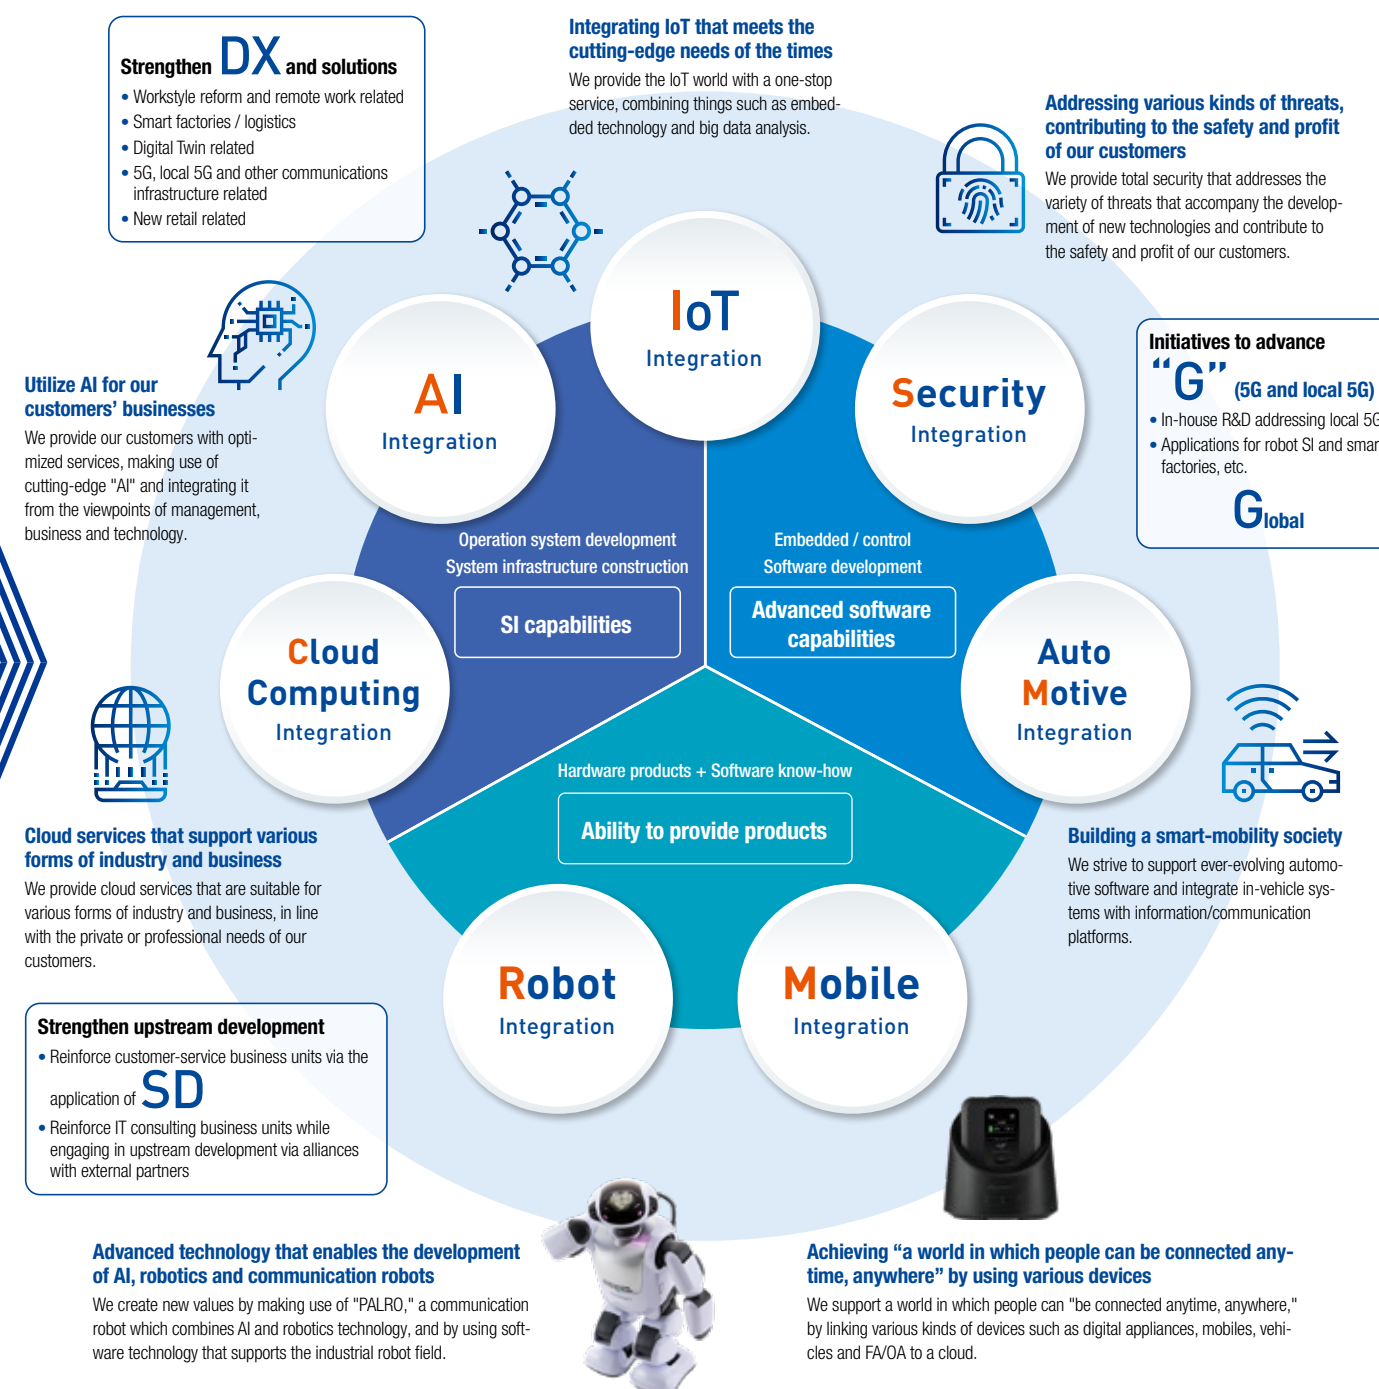 Strengthen DX and solutions
• Workstyle reform and remote work related
• Smart factories / logistics
• Digital Twin related
• 5G, local 5G and other communications
infrastructure related
• New retail related
Integrating IoT that meets the
cutting-edge needs of the times
We provide the IoT world with a one-stop
service, combining things such as embed-
ded technology and big data analysis.
Addressing various kinds of threats,
contributing to the safety and profit
of our customers
We provide total security that addresses the
variety of threats that accompany the develop-
ment of new technologies and contribute to
the safety and profit of our customers.
Initiatives to advance
“G” (5G and local 5G)
• In-house R&D addressing local 5G
• Applications for robot SI and smar
factories, etc.
Global
Utilize AI for our
customers’ businesses
We provide our customers with opti-
mized services, making use of
cutting-edge "AI" and integrating it
from the viewpoints of management,
business and technology.
IoT
Integration
AI
Integration
Security
Integration
Operation system development
System infrastructure construction
SI capabilities
Embedded / control
Software development
Advanced software
capabilities
Cloud
Computing
Integration
Auto
Motive
Integration
Hardware products + Software know-how
Ability to provide products
Cloud services that support various
forms of industry and business
We provide cloud services that are suitable for
various forms of industry and business, in line
with the private or professional needs of our
customers.
Building a smart-mobility society
We strive to support ever-evolving automo-
tive software and integrate in-vehicle sys-
tems with information/communication
platforms.
Robot
Integration
Mobile
Integration
Strengthen upstream development
• Reinforce customer-service business units via the
application of SD
• Reinforce IT consulting business units while
engaging in upstream development via alliances
with external partners
Advanced technology that enables the development
of AI, robotics and communication robots
We create new values by making use of "PALRO," a communication
robot which combines AI and robotics technology, and by using soft-
ware technology that supports the industrial robot field.
Achieving “a world in which people can be connected any-
time, anywhere” by using various devices
We support a world in which people can "be connected anytime, anywhere,"
by linking various kinds of devices such as digital appliances, mobiles, vehi-
cles and FA/OA to a cloud.